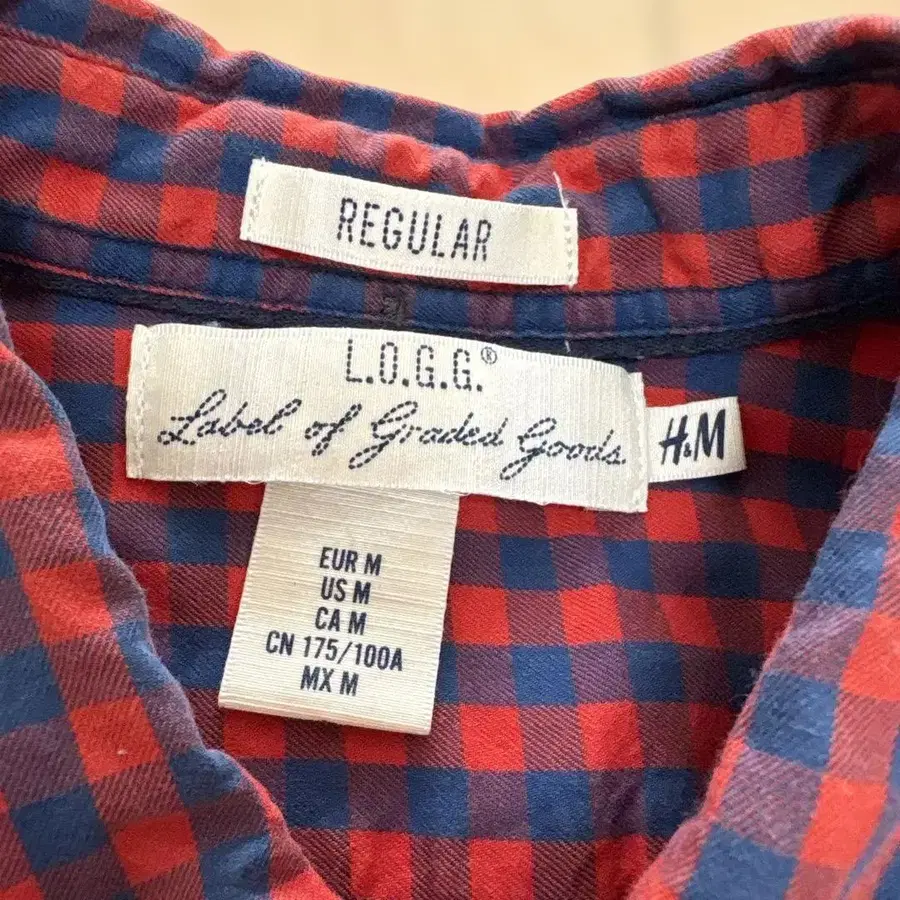 REGULAR
L.O.G.G.®
Label of Graded Goods
H&M
EUR M
US M
CA M
CN 175/100A
MX M